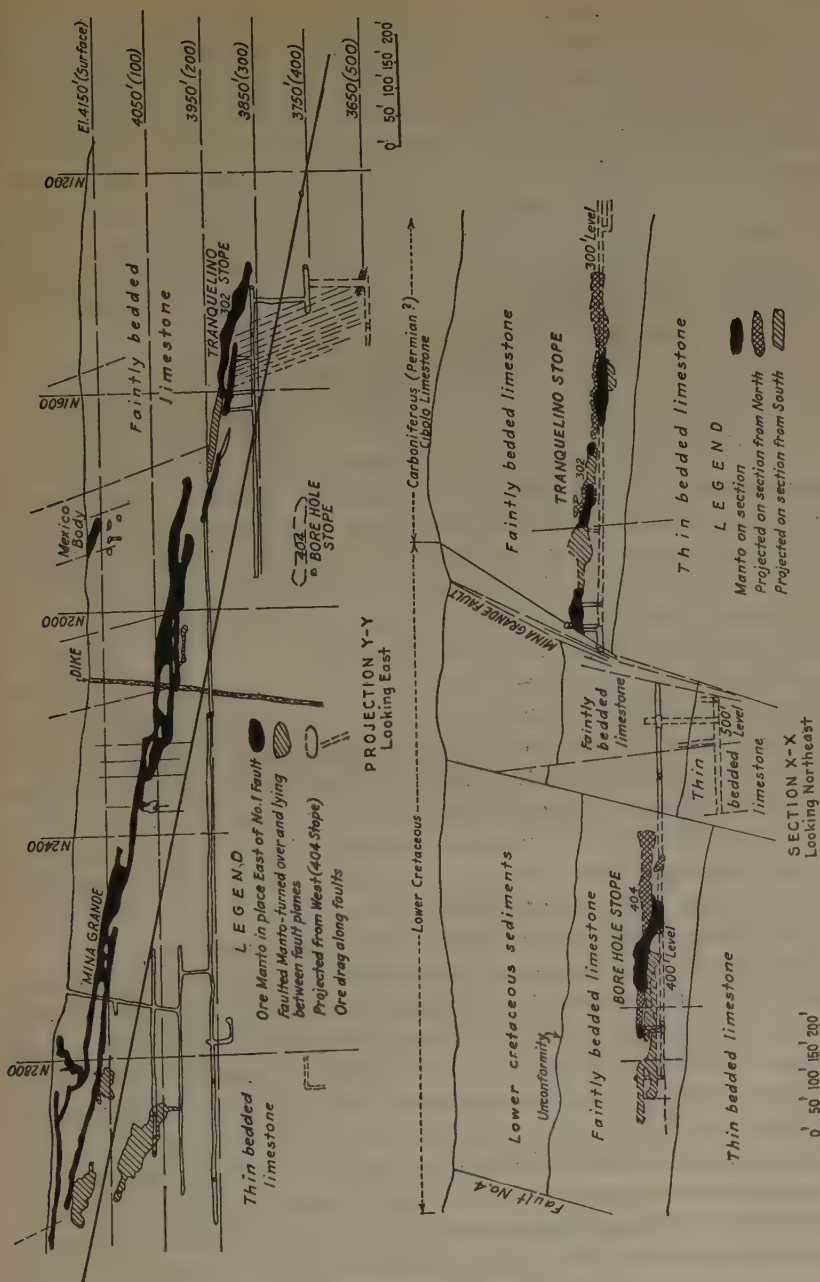 El.4150'(Surface)
4050'(100)
3950'(200)
3850'(300)
3750'(400)
3650(500)
0' 50' 100' 150' 200'
N2800
N2400
N2000
N1600
N1200
MINA GRANDE
DIKE
Mexico
Body
Faintly bedded
limestone
TRANQUELINO
302 STOPE
404
BORE HOLE
STOPE
Thin bedded
limestone
LEGEND
Ore Manto in place East of No.1 Fault
Faulted Manto-turned over and lying
between fault planes
Projected from West (404 Stope)
Ore drag along faults
PROJECTION Y-Y
Looking East
Lower Cretaceous
Carboniferous (Permian?)
Cibolo Limestone
Fault No.4
Lower cretaceous sediments
Unconformity
Faintly bedded limestone
BORE HOLE STOPE
404
400' Level
Thin bedded limestone
MINA GRANDE FAULT
Faintly
bedded
limestone
Thin
bedded
limestone
500'
Level
Faintly bedded limestone
TRANQUELINO STOPE
302
300' Level
Thin bedded limestone
LEGEND
Manto on section
Projected on section from North
Projected on section from South
SECTION X-X
Looking Northeast
0' 50' 100' 150' 200'